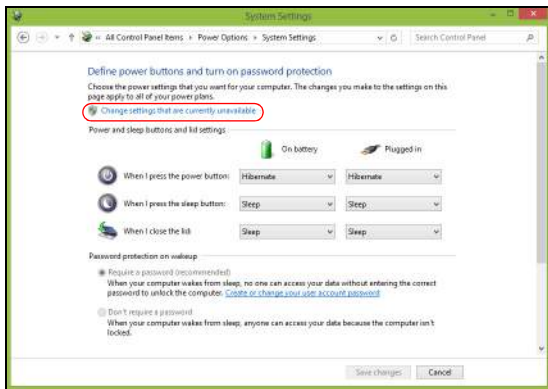 System Settings
« All Control Panel Items › Power Options › System Settings
Search Control Panel
Define power buttons and turn on password protection
Choose the power settings that you want for your computer. The changes you make to the settings on this
page apply to all of your power plans.
Change settings that are currently unavailable
Power and sleep buttons and lid settings
On battery Plugged in
When I press the power button: Hibernate Hibernate
When I press the sleep button: Sleep Sleep
When I close the lid: Sleep Sleep
Password protection on wakeup
Require a password (recommended)
When your computer wakes from sleep, no one can access your data without entering the correct
password to unlock the computer. Create or change your user account password
Don't require a password
When your computer wakes from sleep, anyone can access your data because the computer isn't
locked.
Save changes Cancel